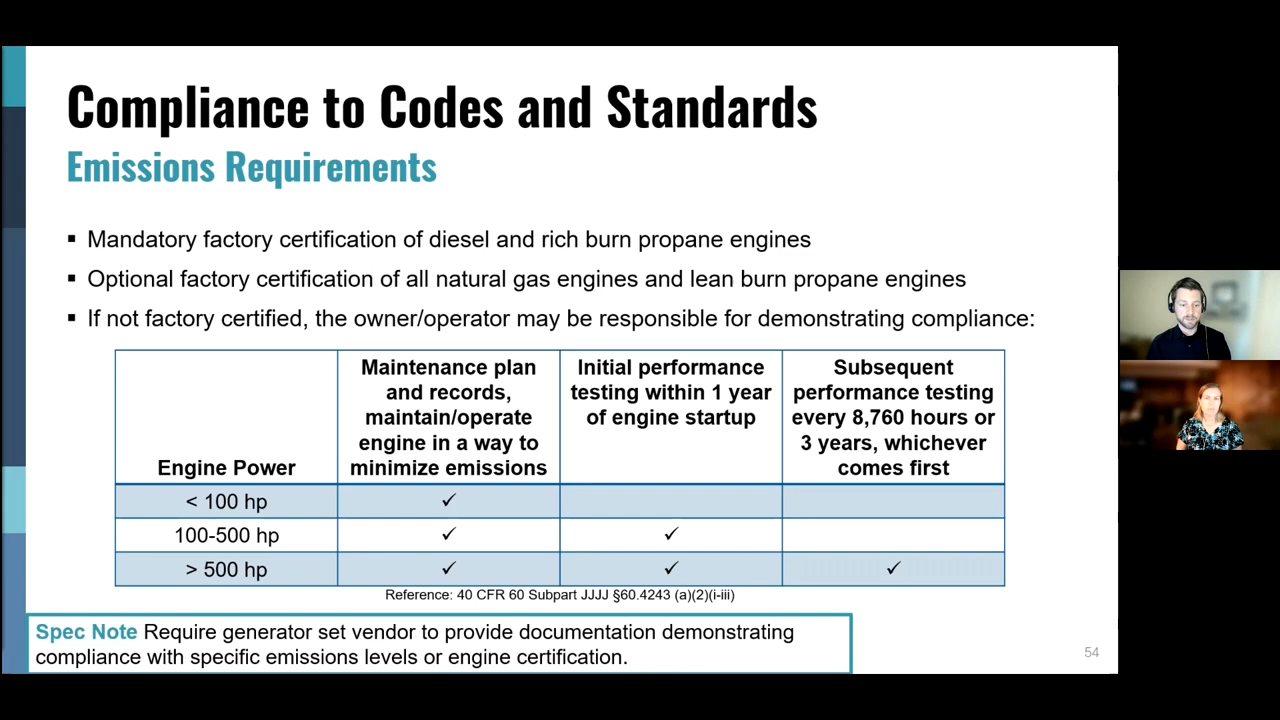 Compliance to Codes and Standards
Emissions Requirements
▪ Mandatory factory certification of diesel and rich burn propane engines
▪ Optional factory certification of all natural gas engines and lean burn propane engines
▪ If not factory certified, the owner/operator may be responsible for demonstrating compliance:
Engine Power
Maintenance plan
and records,
maintain/operate
engine in a way to
minimize emissions
Initial performance
testing within 1 year
of engine startup
Subsequent
performance testing
every 8,760 hours or
3 years, whichever
comes first
< 100 hp ✓
100-500 hp ✓ ✓
> 500 hp ✓ ✓ ✓
Reference: 40 CFR 60 Subpart JJJJ §60.4243 (a)(2)(i-iii)
Spec Note Require generator set vendor to provide documentation demonstrating
compliance with specific emissions levels or engine certification.
54